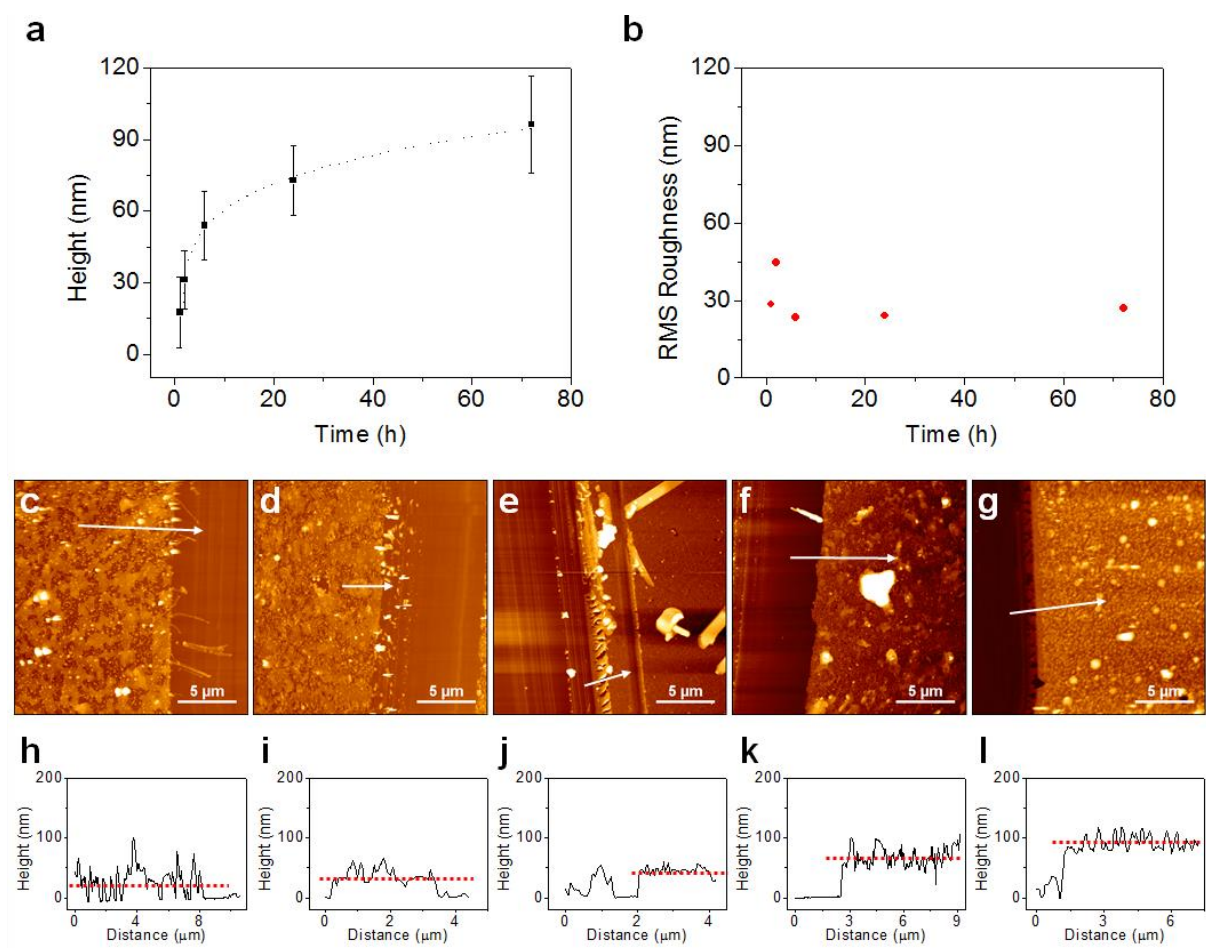 a
120
90
60
30
0
Height (nm)
0 20 40 60 80
Time (h)
b
120
90
60
30
0
RMS Roughness (nm)
0 20 40 60 80
Time (h)
c
5 μm
d
5 μm
e
5 μm
f
5 μm
g
5 μm
h
200
100
0
Height (nm)
0 4 8
Distance (μm)
i
200
100
0
Height (nm)
0 2 4
Distance (μm)
j
200
100
0
Height (nm)
0 2 4
Distance (μm)
k
200
100
0
Height (nm)
0 3 6 9
Distance (μm)
l
200
100
0
Height (nm)
0 3 6
Distance (μm)